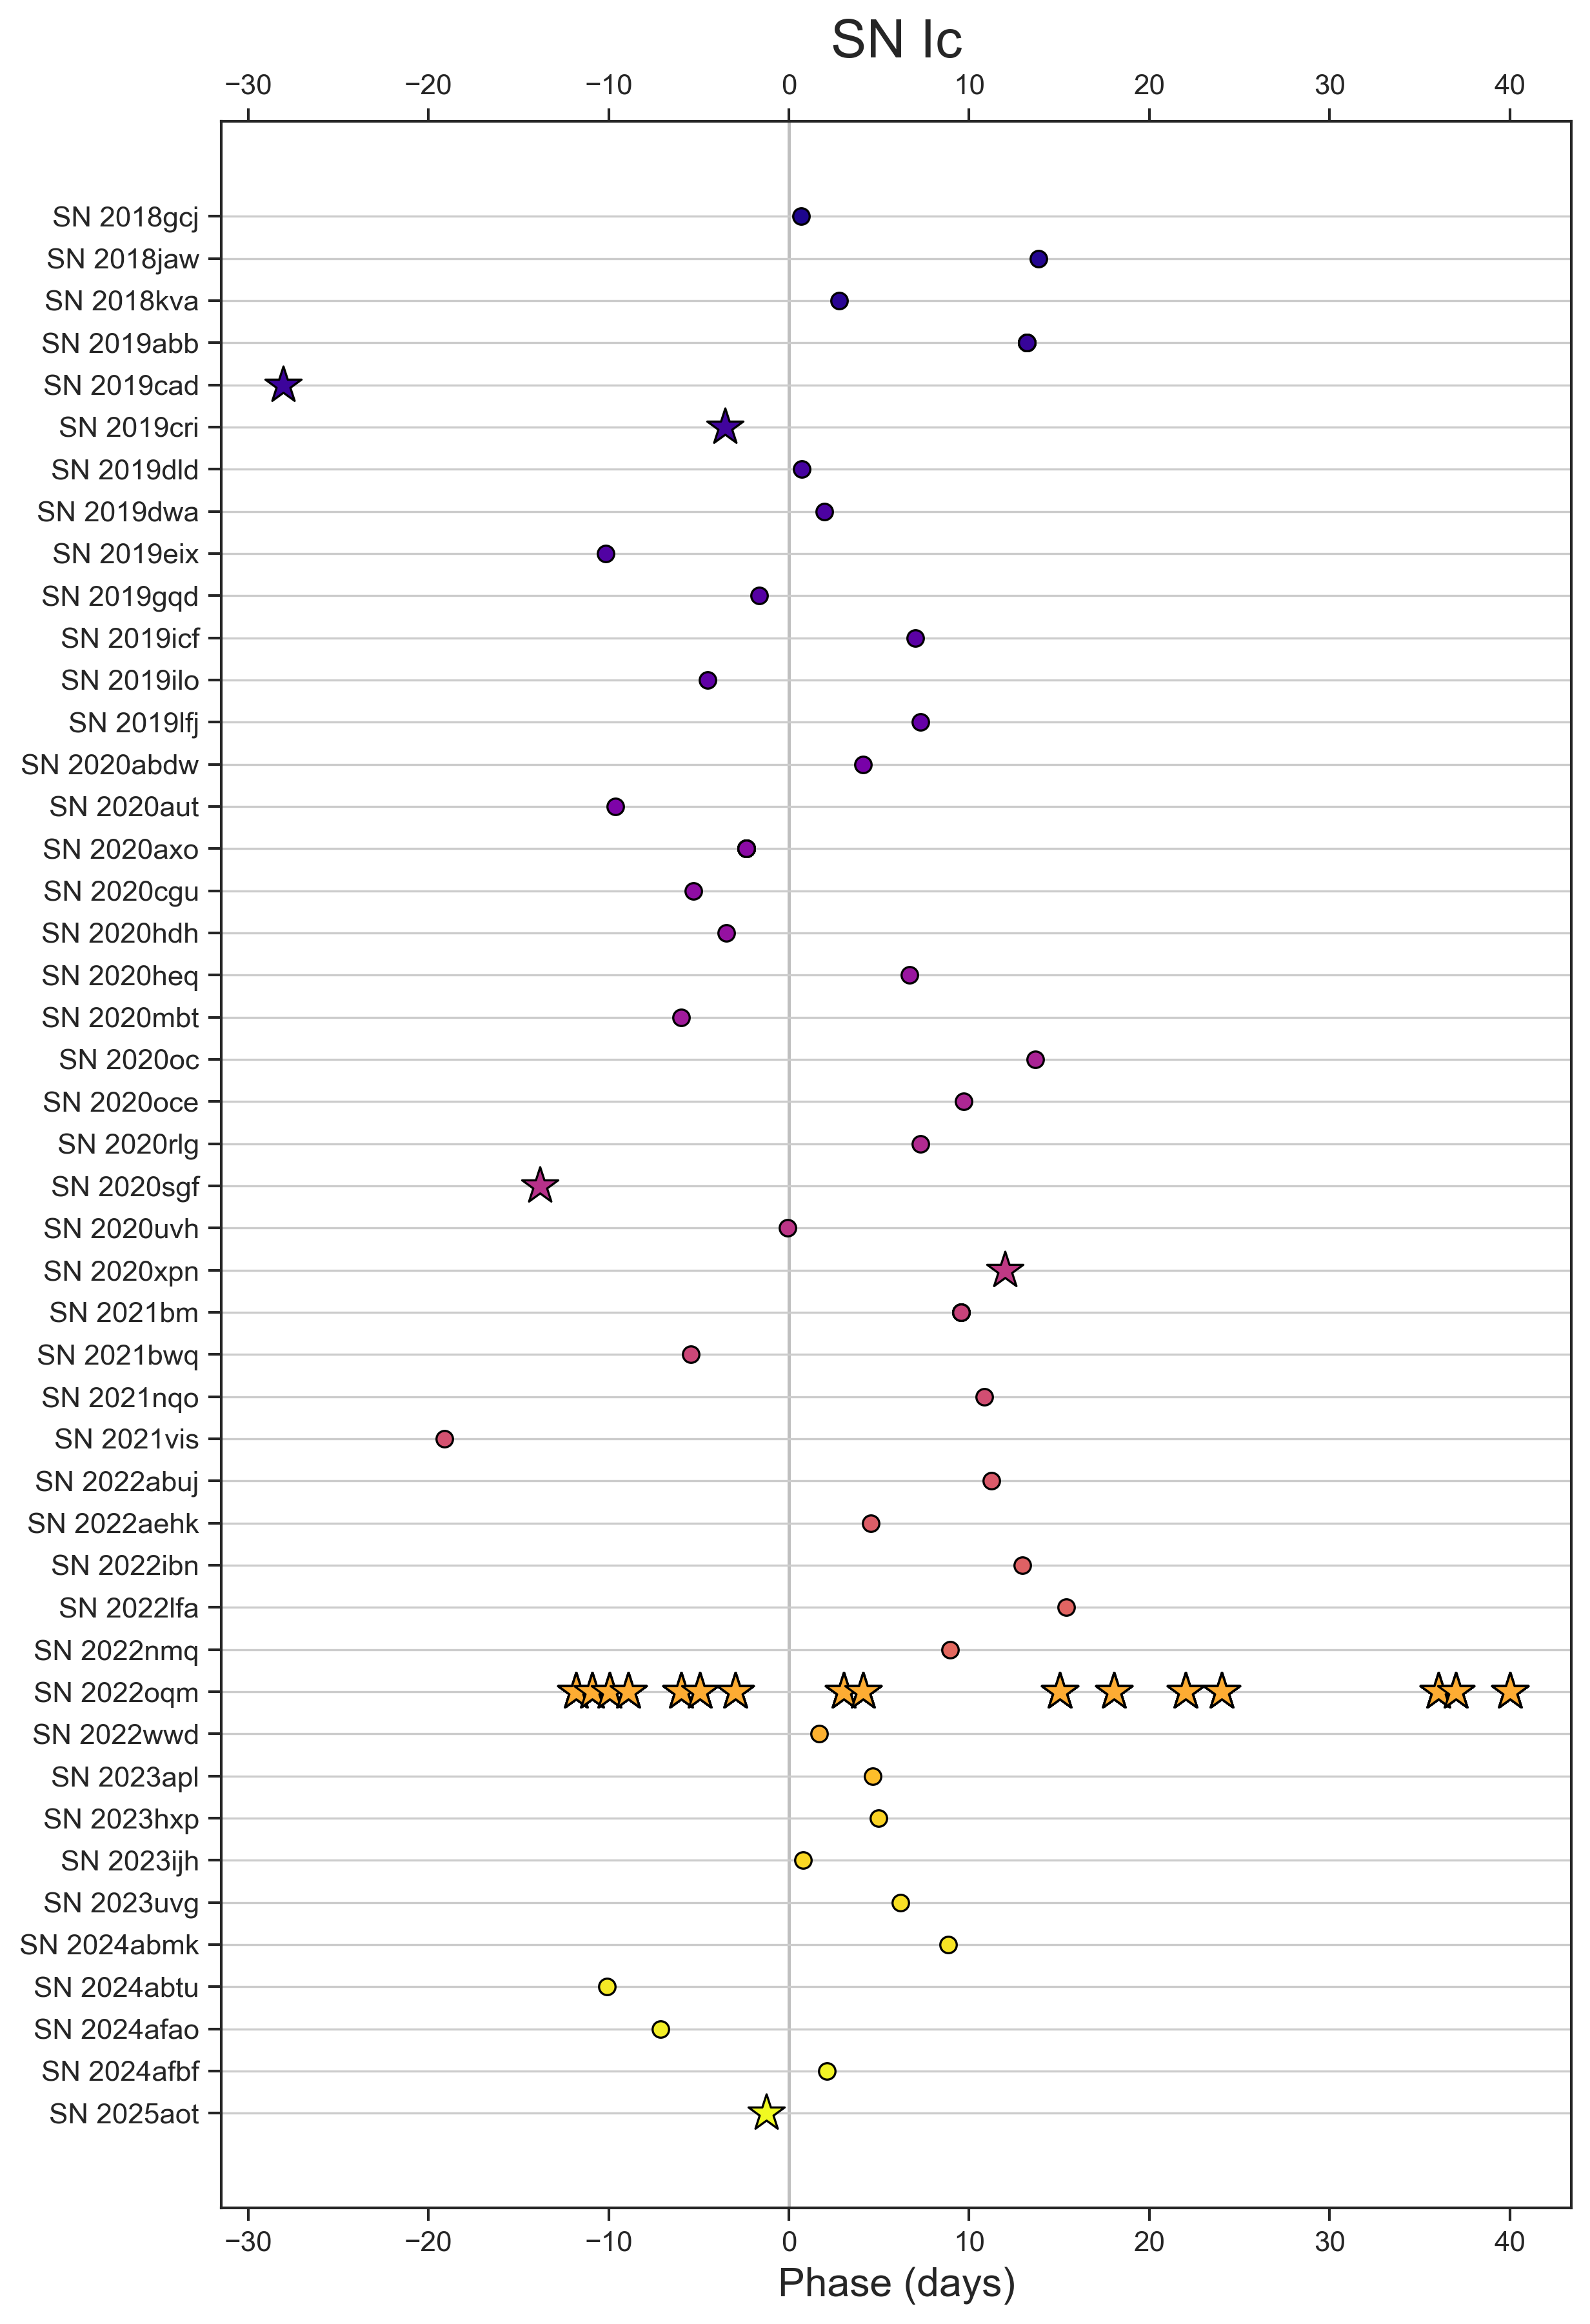 SN Ic
−30 −20 −10 0 10 20 30 40
SN 2018gcj
SN 2018jaw
SN 2018kva
SN 2019abb
SN 2019cad
SN 2019cri
SN 2019dld
SN 2019dwa
SN 2019eix
SN 2019gqd
SN 2019icf
SN 2019ilo
SN 2019lfj
SN 2020abdw
SN 2020aut
SN 2020axo
SN 2020cgu
SN 2020hdh
SN 2020heq
SN 2020mbt
SN 2020oc
SN 2020oce
SN 2020rlg
SN 2020sgf
SN 2020uvh
SN 2020xpn
SN 2021bm
SN 2021bwq
SN 2021nqo
SN 2021vis
SN 2022abuj
SN 2022aehk
SN 2022ibn
SN 2022lfa
SN 2022nmq
SN 2022oqm
SN 2022wwd
SN 2023apl
SN 2023hxp
SN 2023ijh
SN 2023uvg
SN 2024abmk
SN 2024abtu
SN 2024afao
SN 2024afbf
SN 2025aot
−30 −20 −10 0 10 20 30 40
Phase (days)